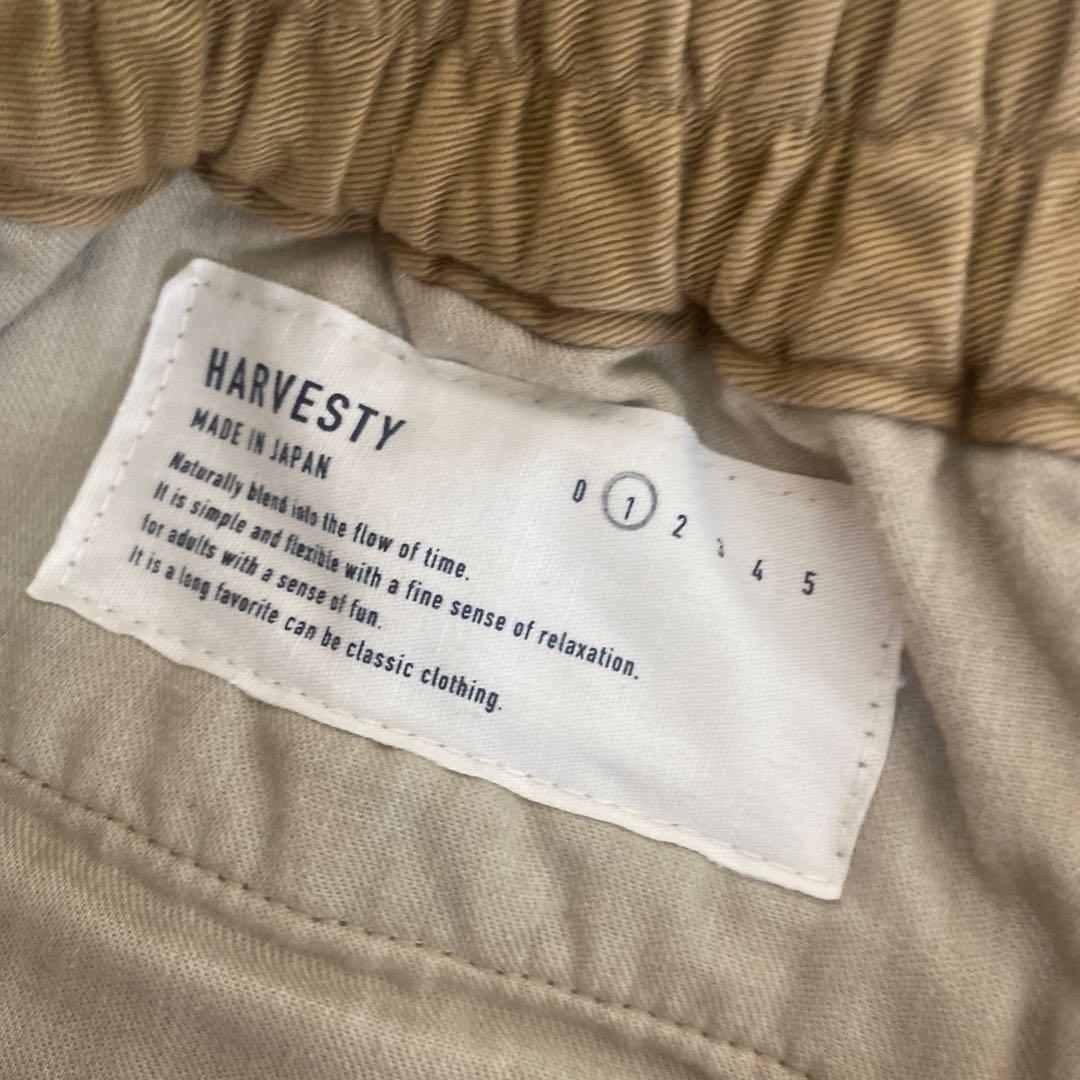 HARVESTY
MADE IN JAPAN
Naturally blend into the flow of time.
It is simple and flexible with a fine sense of relaxation.
for adults with a sense of fun.
It is a long favorite can be classic clothing.
0 1 2 3 4 5